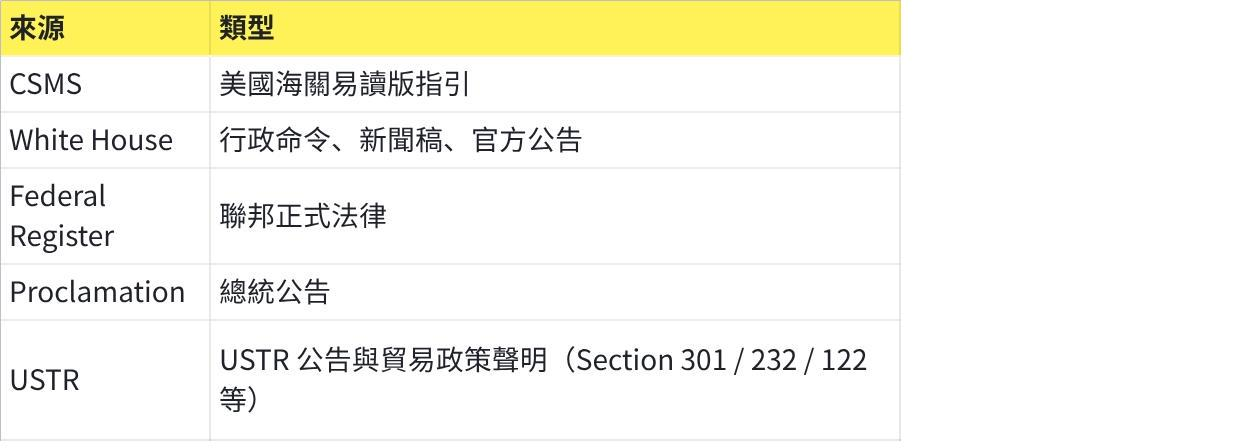 來源 類型
CSMS 美國海關易讀版指引
White House 行政命令、新聞稿、官方公告
Federal
Register
聯邦正式法律
Proclamation 總統公告
USTR
USTR 公告與貿易政策聲明（Section 301 / 232 / 122
等）